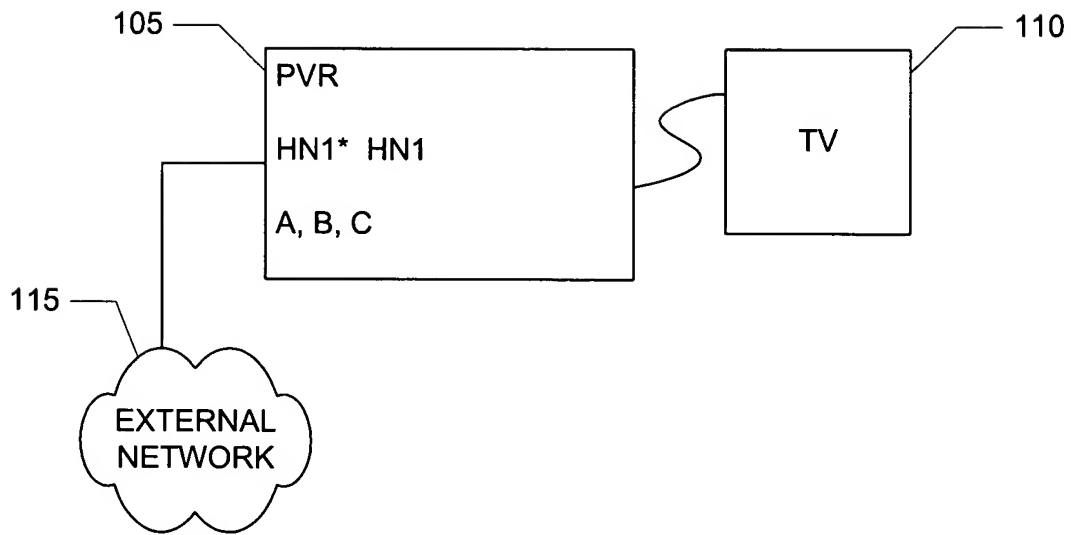 105
110
PVR
TV
HN1* HN1
A, B, C
115
EXTERNAL
NETWORK